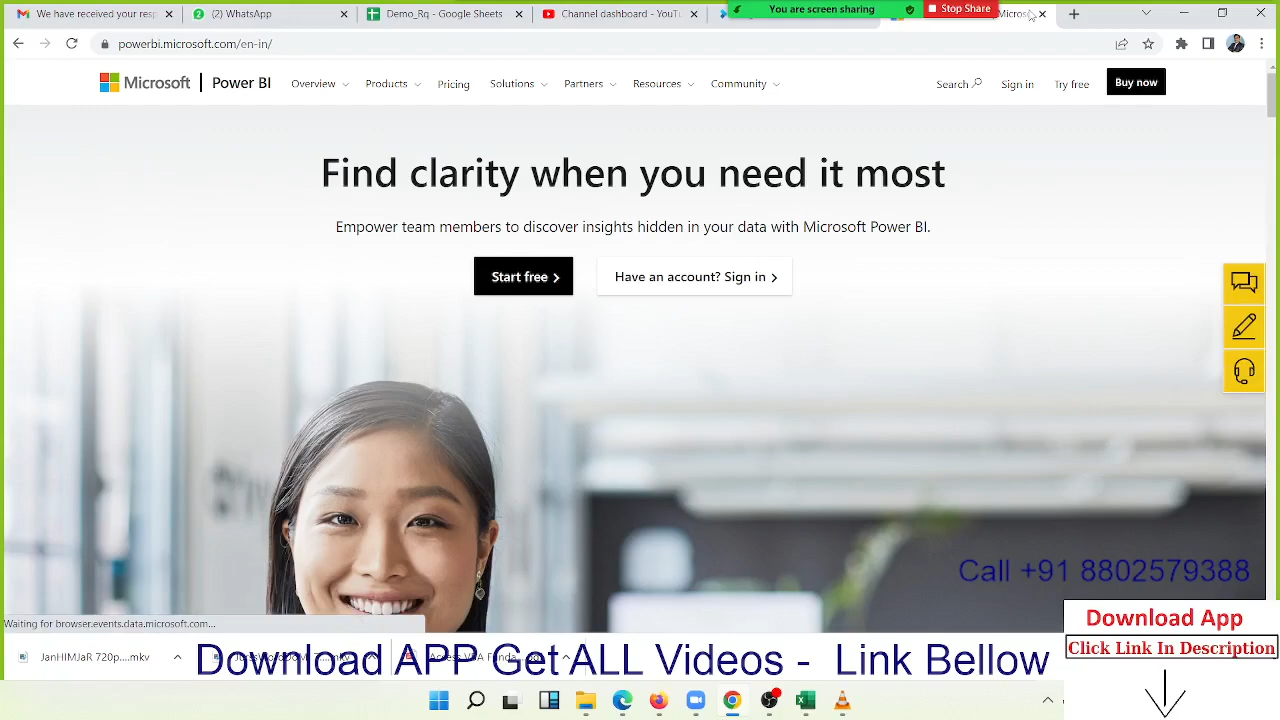 We have received your resp
(2) WhatsApp
Demo_Rq - Google Sheets
Channel dashboard - YouTu
You are screen sharing
Stop Share
Micros
powerbi.microsoft.com/en-in/
Microsoft
Power BI
Overview
Products
Pricing
Solutions
Partners
Resources
Community
Search
Sign in
Try free
Buy now
Find clarity when you need it most
Empower team members to discover insights hidden in your data with Microsoft Power BI.
Start free
Have an account? Sign in
Call +91 8802579388
Download App
Click Link In Description
Waiting for browser.events.data.microsoft.com...
JanHIMJaR 720p....mkv
Download APP Get ALL Videos - Link Bellow